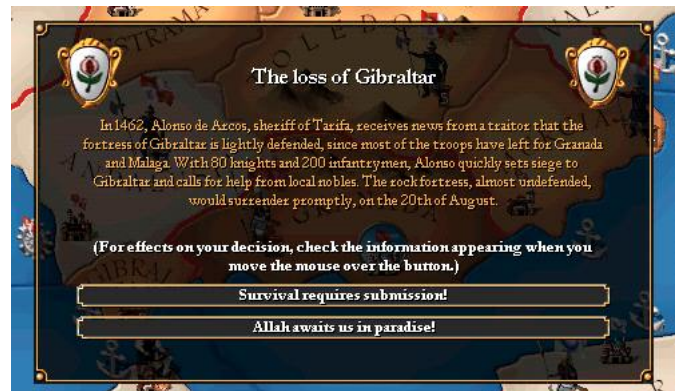 ESTRAMA
TOLEDO
The loss of Gibraltar
In 1462, Alonso de Arcos, sheriff of Tarifa, receives news from a traitor that the
fortress of Gibraltar is lightly defended, since most of the troops have left for Granada
and Malaga. With 80 knights and 200 infantrymen, Alonso quickly sets siege to
Gibraltar and calls for help from local nobles. The rock fortress, almost undefended,
would surrender promptly, on the 20th of August.
(For effects on your decision, check the information appearing when you
move the mouse over the button.)
Survival requires submission!
Allah awaits us in paradise!